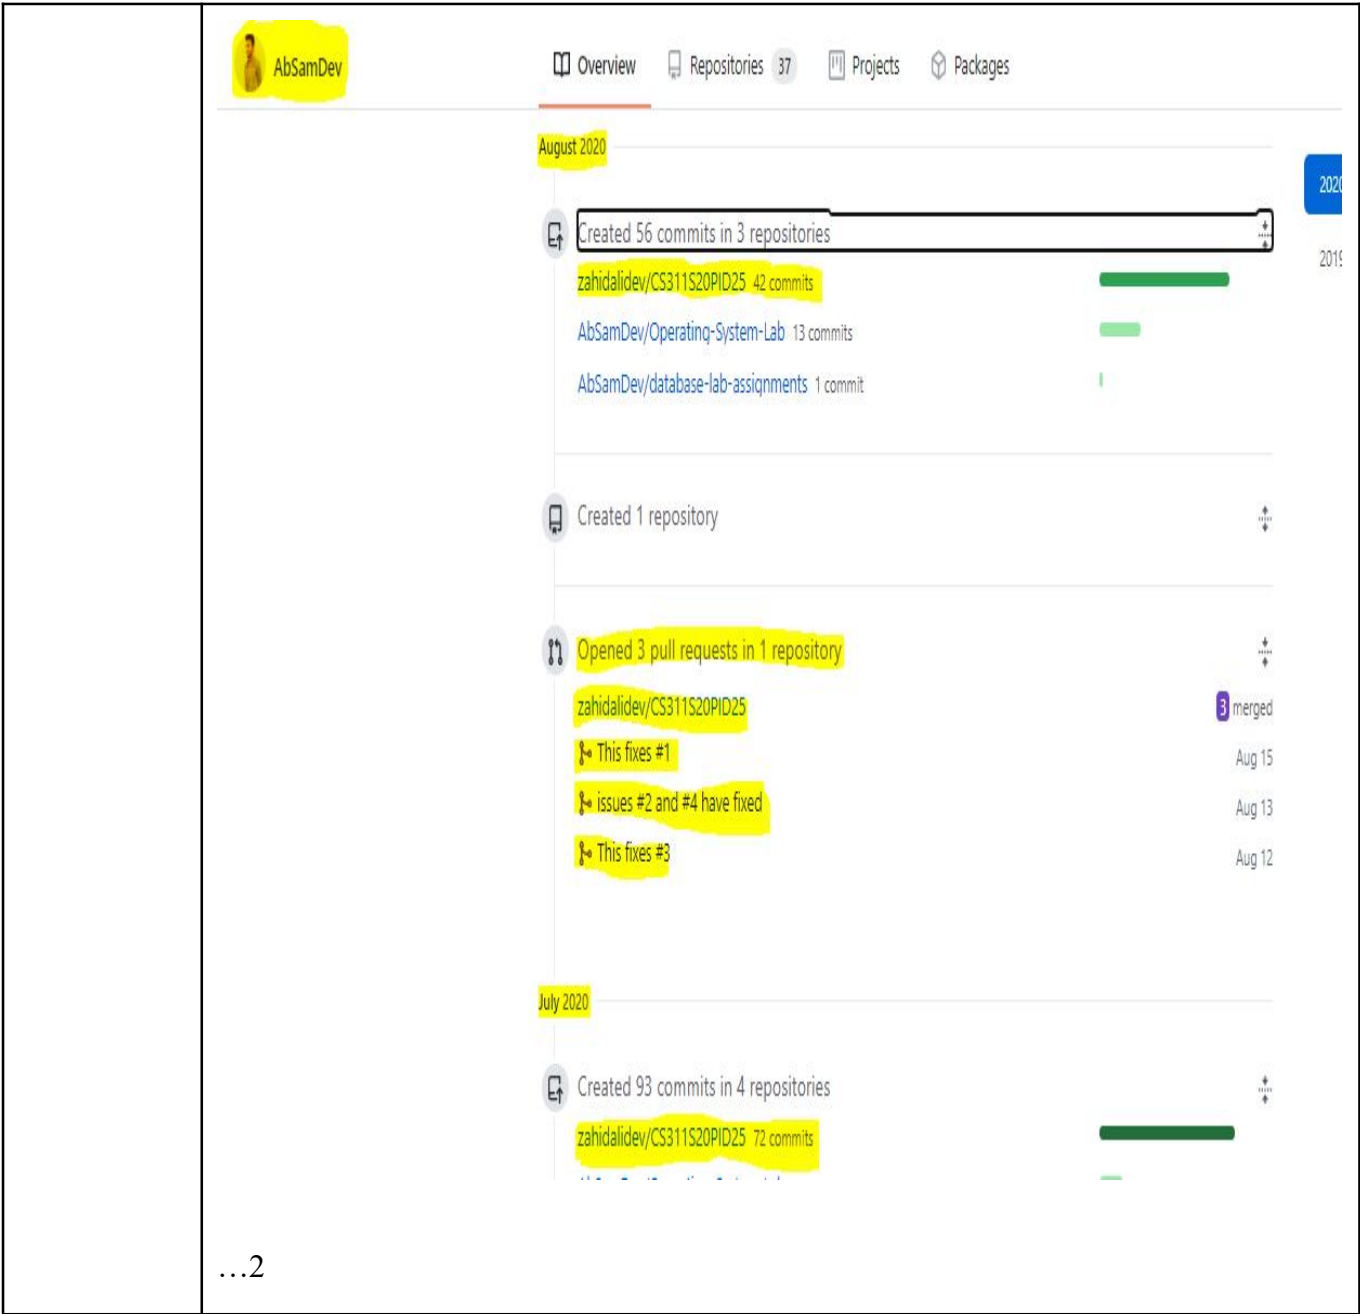 AbSamDev
Overview Repositories 37 Projects Packages
August 2020
2020
Created 56 commits in 3 repositories
2019
zahidalidev/CS311S20PID25 42 commits
AbSamDev/Operating-System-Lab 13 commits
AbSamDev/database-lab-assignments 1 commit
Created 1 repository
Opened 3 pull requests in 1 repository
zahidalidev/CS311S20PID25 3 merged
This fixes #1 Aug 15
issues #2 and #4 have fixed Aug 13
This fixes #3 Aug 12
July 2020
Created 93 commits in 4 repositories
zahidalidev/CS311S20PID25 72 commits
…2